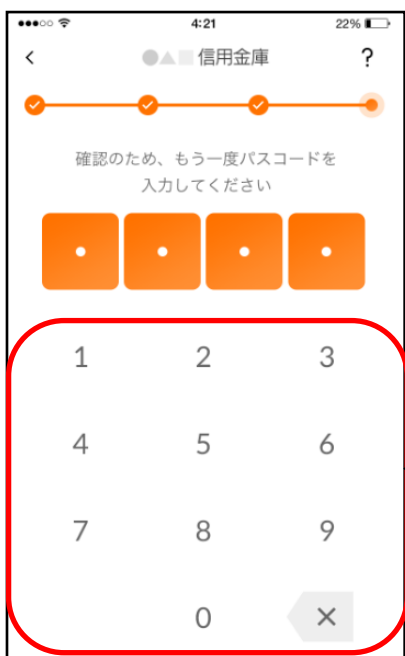 4:21 22%
< ●▲■ 信用金庫 ?
確認のため、もう一度パスコードを
入力してください
1 2 3
4 5 6
7 8 9
0 ×